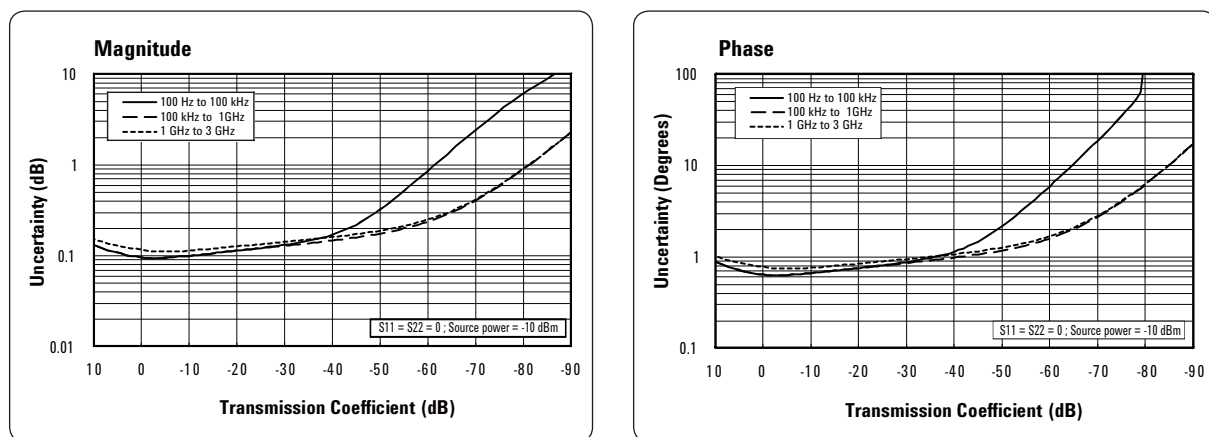 Magnitude
Uncertainty (dB)
10
1
0.1
0.01
100 Hz to 100 kHz
100 kHz to 1GHz
1 GHz to 3 GHz
S11 = S22 = 0 ; Source power = -10 dBm
10 0 -10 -20 -30 -40 -50 -60 -70 -80 -90
Transmission Coefficient (dB)
Phase
Uncertainty (Degrees)
100
10
1
0.1
100 Hz to 100 kHz
100 kHz to 1GHz
1 GHz to 3 GHz
S11 = S22 = 0 ; Source power = -10 dBm
10 0 -10 -20 -30 -40 -50 -60 -70 -80 -90
Transmission Coefficient (dB)